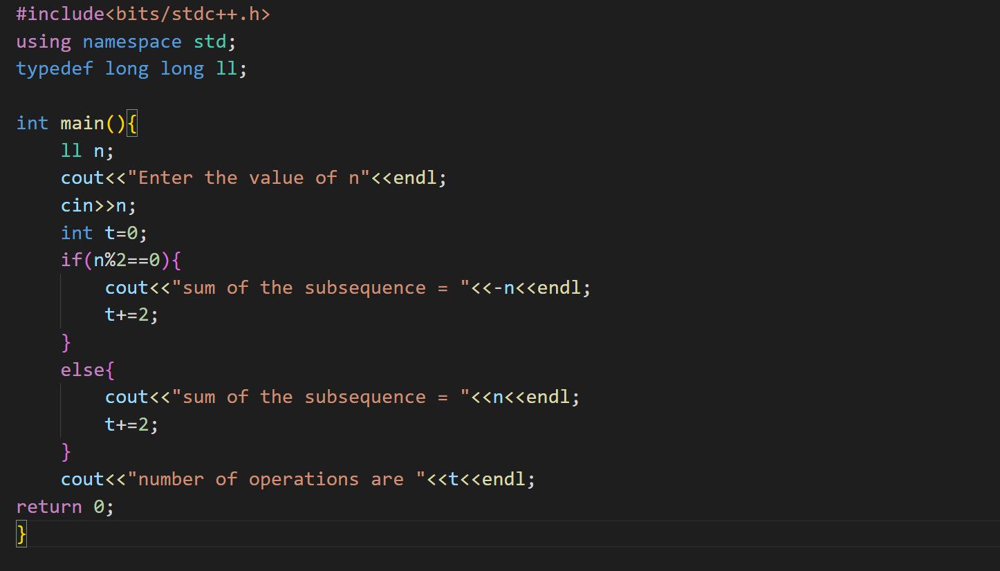 #include<bits/stdc++.h>
using namespace std;
typedef long long ll;

int main(){
    ll n;
    cout<<"Enter the value of n"<<endl;
    cin>>n;
    int t=0;
    if(n%2==0){
        cout<<"sum of the subsequence = "<<-n<<endl;
        t+=2;
    }
    else{
        cout<<"sum of the subsequence = "<<n<<endl;
        t+=2;
    }
    cout<<"number of operations are "<<t<<endl;
return 0;
}